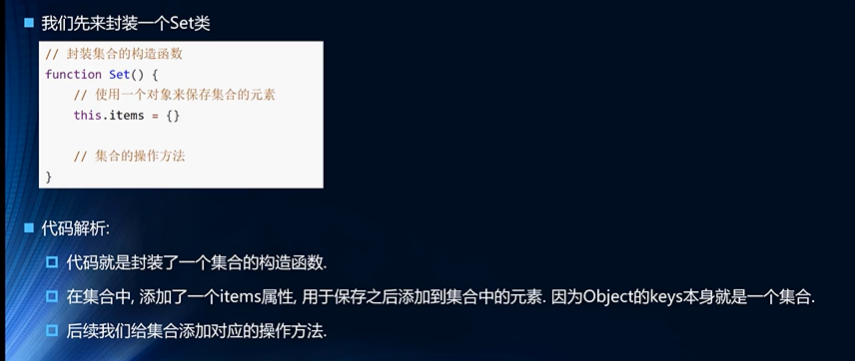 我们先来封装一个Set类
// 封装集合的构造函数
function Set() {
// 使用一个对象来保存集合的元素
this.items = {}
// 集合的操作方法
}
代码解析:
代码就是封装了一个集合的构造函数.
在集合中, 添加了一个items属性, 用于保存之后添加到集合中的元素. 因为Object的keys本身就是一个集合.
后续我们给集合添加对应的操作方法.